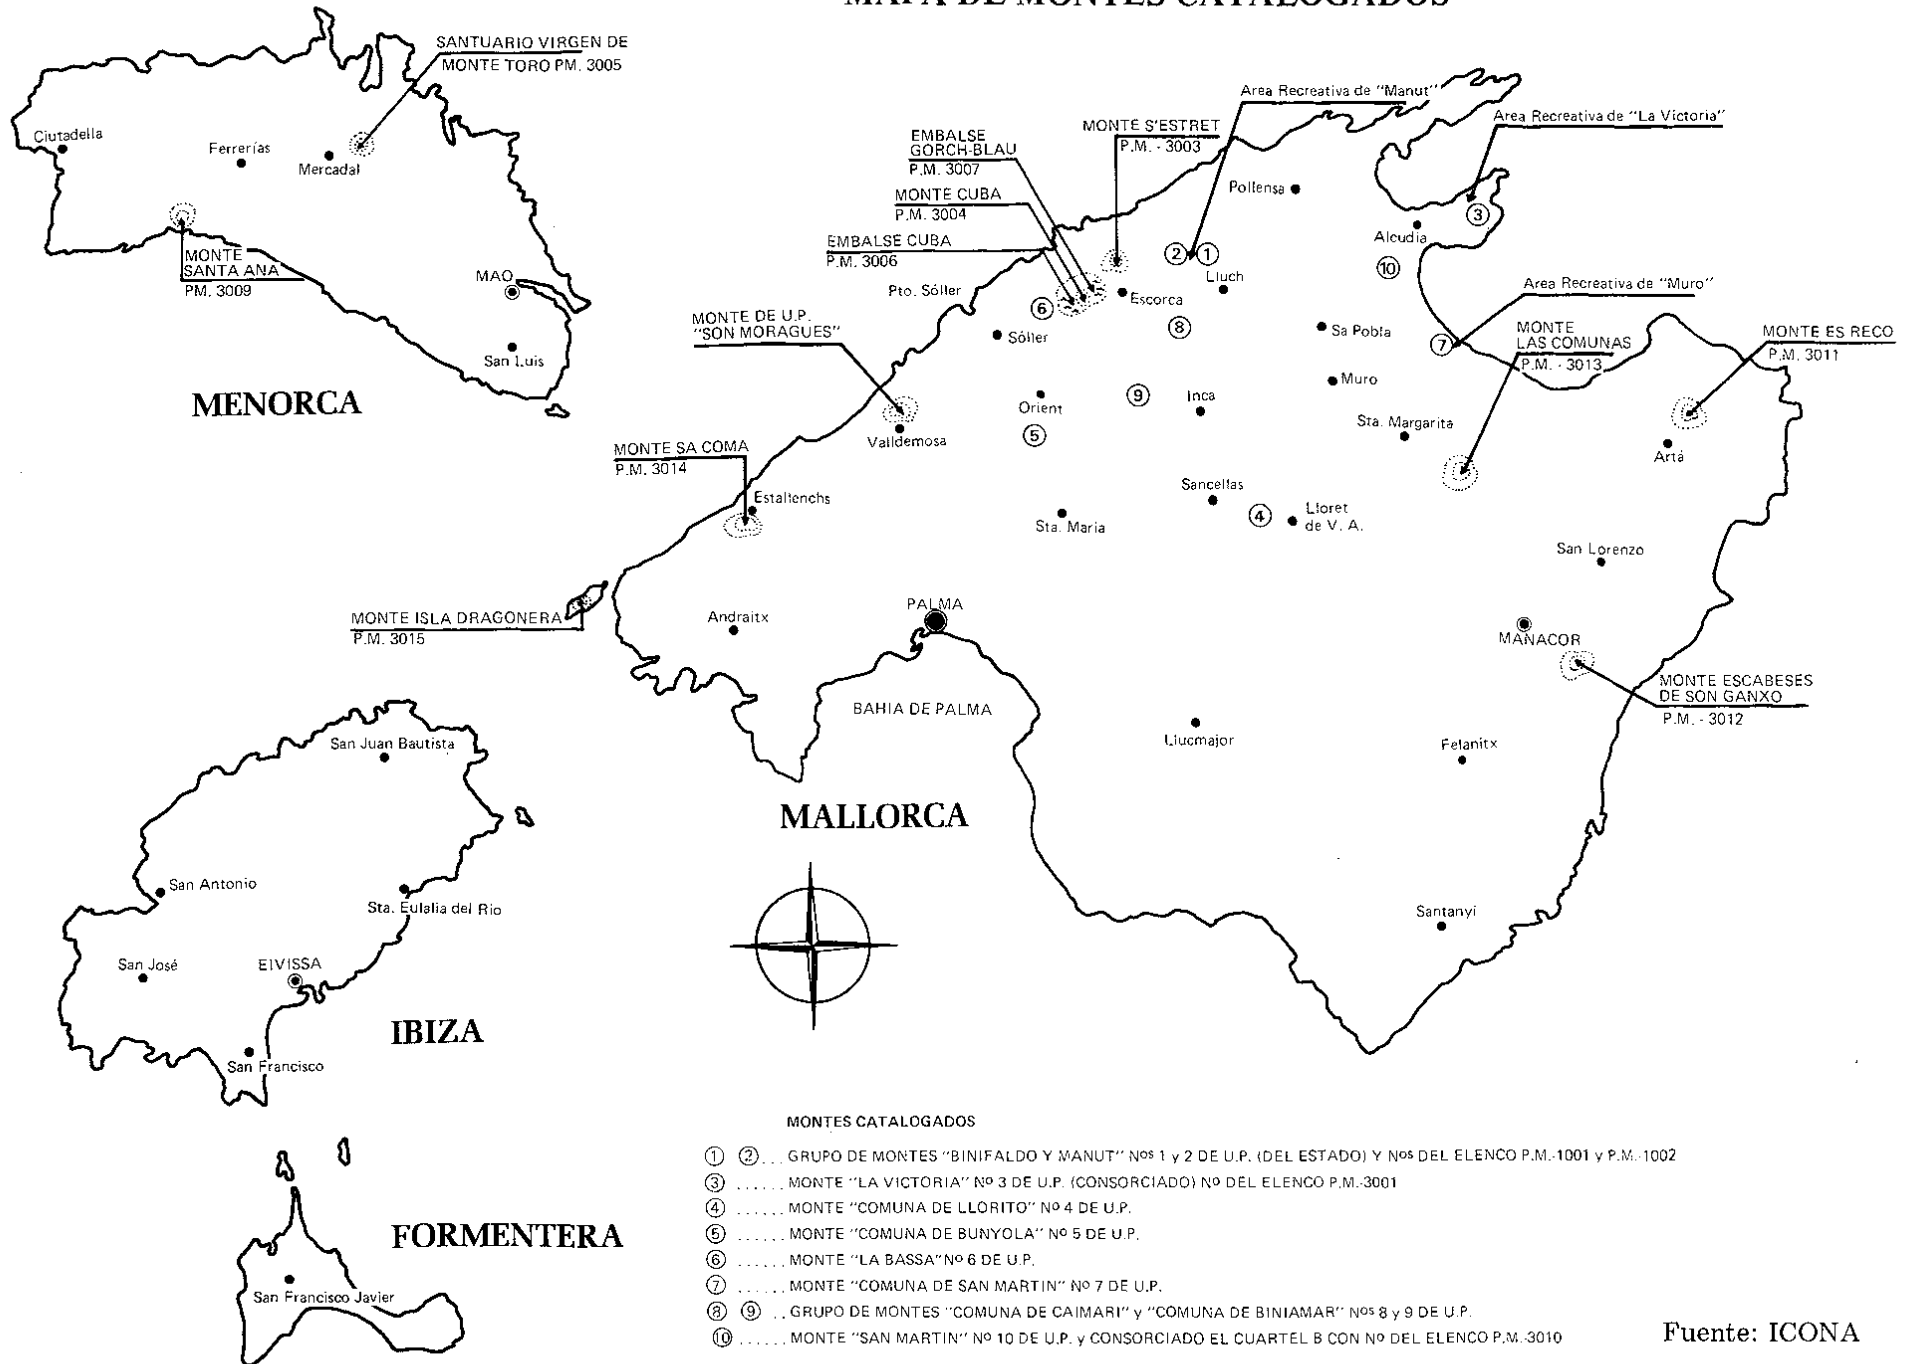 MAPA DE MONTES CATALOGADOS
SANTUARIO VIRGEN DE
MONTE TORO PM. 3005
Ciutadella
Ferrerías
Mercadal
MONTE
SANTA ANA
PM. 3009
MAO
San Luis
MENORCA
Area Recreativa de "Manut"
MONTE S'ESTRET
P.M. - 3003
Area Recreativa de "La Victoria"
EMBALSE
GORCH-BLAU
P.M. 3007
MONTE CUBA
P.M. 3004
EMBALSE CUBA
P.M. 3006
Pollensa
3
Alcudia
10
2 1
Lluch
Pto. Sóller
6
Escorca
8
Area Recreativa de "Muro"
MONTE DE U.P.
"SON MORAGUES"
Sóller
Sa Pobla
7
MONTE
LAS COMUNAS
P.M. - 3013
MONTE ES RECO
P.M. 3011
Muro
Orient
9
Inca
5
Sta. Margarita
Valldemosa
Artá
MONTE SA COMA
P.M. 3014
Estallenchs
Sancellas
4
Lloret
de V. A.
Sta. Maria
San Lorenzo
MONTE ISLA DRAGONERA
P.M. 3015
Andraitx
PALMA
MANACOR
MONTE ESCABESES
DE SON GANXO
P.M. - 3012
BAHIA DE PALMA
Llucmajor
Felanitx
MALLORCA
Santanyi
San Juan Bautista
San Antonio
Sta. Eulalia del Rio
San José
EIVISSA
IBIZA
San Francisco
FORMENTERA
San Francisco Javier
MONTES CATALOGADOS
1 2 ... GRUPO DE MONTES "BINIFALDO Y MANUT" Nos 1 y 2 DE U.P. (DEL ESTADO) Y Nos DEL ELENCO P.M.-1001 y P.M.-1002
3 ...... MONTE "LA VICTORIA" Nº 3 DE U.P. (CONSORCIADO) Nº DEL ELENCO P.M.-3001
4 ...... MONTE "COMUNA DE LLORITO" Nº 4 DE U.P.
5 ...... MONTE "COMUNA DE BUNYOLA" Nº 5 DE U.P.
6 ...... MONTE "LA BASSA" Nº 6 DE U.P.
7 ...... MONTE "COMUNA DE SAN MARTIN" Nº 7 DE U.P.
8 9 .. GRUPO DE MONTES "COMUNA DE CAIMARI" y "COMUNA DE BINIAMAR" Nos 8 y 9 DE U.P.
10 ...... MONTE "SAN MARTIN" Nº 10 DE U.P. y CONSORCIADO EL CUARTEL B CON Nº DEL ELENCO P.M.-3010
Fuente: ICONA